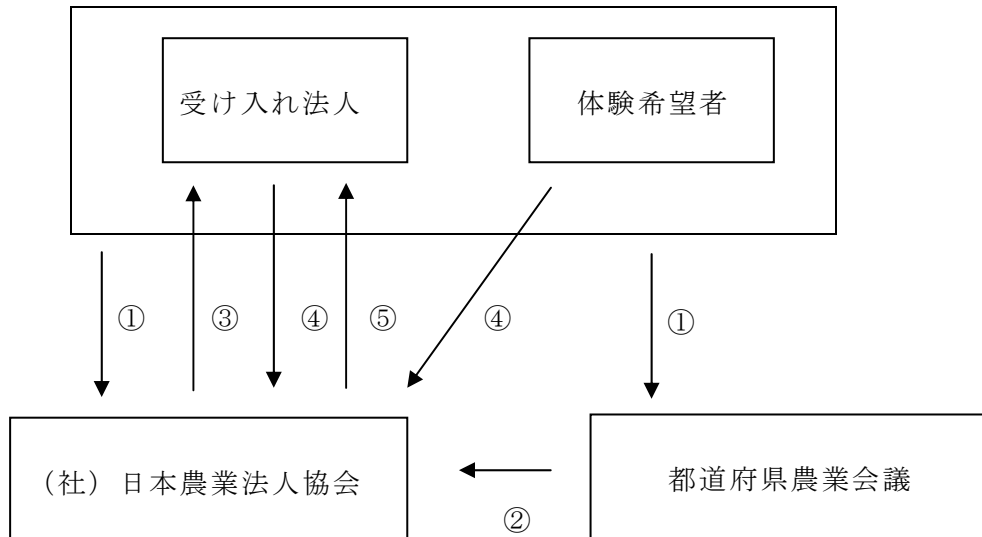 受け入れ法人
体験希望者
①
③
④
⑤
④
①
（社）日本農業法人協会
都道府県農業会議
②